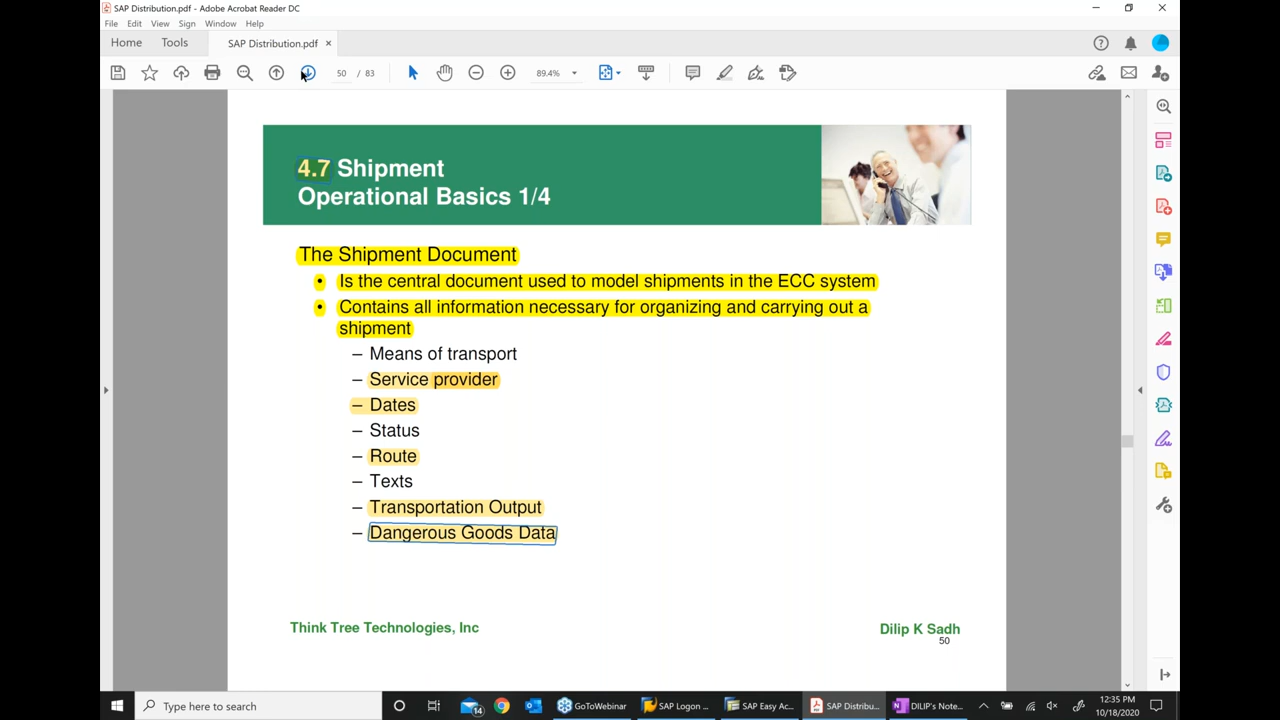 SAP Distribution.pdf - Adobe Acrobat Reader DC
File Edit View Sign Window Help
Home Tools SAP Distribution.pdf ×
50 / 83 89.4%
4.7 Shipment
Operational Basics 1/4
The Shipment Document
• Is the central document used to model shipments in the ECC system
• Contains all information necessary for organizing and carrying out a
shipment
– Means of transport
– Service provider
– Dates
– Status
– Route
– Texts
– Transportation Output
– Dangerous Goods Data
Think Tree Technologies, Inc
Dilip K Sadh
50
Type here to search 14 GoToWebinar SAP Logon ... SAP Easy Ac... SAP Distribu... DILIP's Note... 12:35 PM
10/18/2020